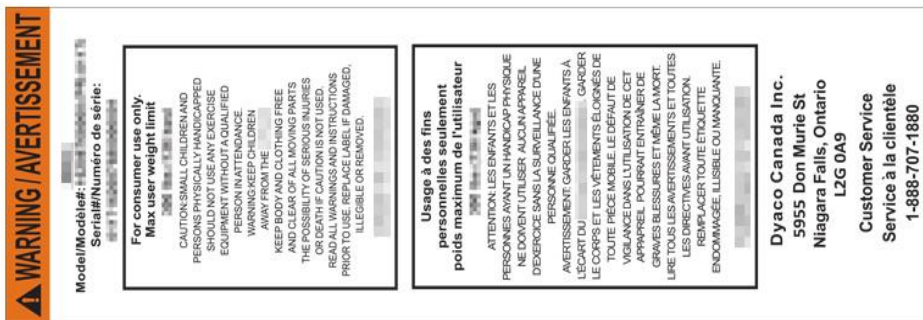 WARNING / AVERTISSEMENT
Model/Modèle#:
Serial#/Numéro de série:
For consumer use only.
Max user weight limit
CAUTION:SMALL CHILDREN AND
PERSONS PHYSICALLY HANDICAPPED
SHOULD NOT USE ANY EXERCISE
EQUIPMENT WITHOUT A QUALIFIED
PERSON IN ATTENDANCE.
WARNING:KEEP CHILDREN
AWAY FROM THE
KEEP BODY AND CLOTHING FREE
AND CLEAR OF ALL MOVING PARTS
THE POSSIBILITY OF SERIOUS INJURIES
OR DEATH IF CAUTION IS NOT USED.
READ ALL WARNINGS AND INSTRUCTIONS
PRIOR TO USE. REPLACE LABEL IF DAMAGED,
ILLEGIBLE OR REMOVED.
Usage à des fins
personnelles seulement
poids maximum de l'utilisateur
ATTENTION: LES ENFANTS ET LES
PERSONNES AYANT UN HANDICAP PHYSIQUE
NE DOIVENT UTILISER AUCUN APPAREIL
D'EXERCICE SANS LA SURVEILLANCE D'UNE
PERSONNE QUALIFIÉE.
AVERTISSEMENT: GARDER LES ENFANTS À
L'ÉCART DU GARDER
LE CORPS ET LES VÊTEMENTS ÉLOIGNÉS DE
TOUTE PIÈCE MOBILE. LE DÉFAUT DE
VIGILANCE DANS L'UTILISATION DE CET
APPAPREIL POURRAIT ENTRAÎNER DE
GRAVES BLESSURES ET MÊME LA MORT.
LIRE TOUS LES AVERTISSEMENTS ET TOUTES
LES DIRECTIVES AVANT UTILISATION.
REMPLACER TOUTE ÉTIQUETTE
ENDOMMAGÉE, ILLISIBLE OU MANQUANTE.
Dyaco Canada Inc.
5955 Don Murie St
Niagara Falls, Ontario
L2G 0A9
Customer Service
Service à la clientèle
1-888-707-1880